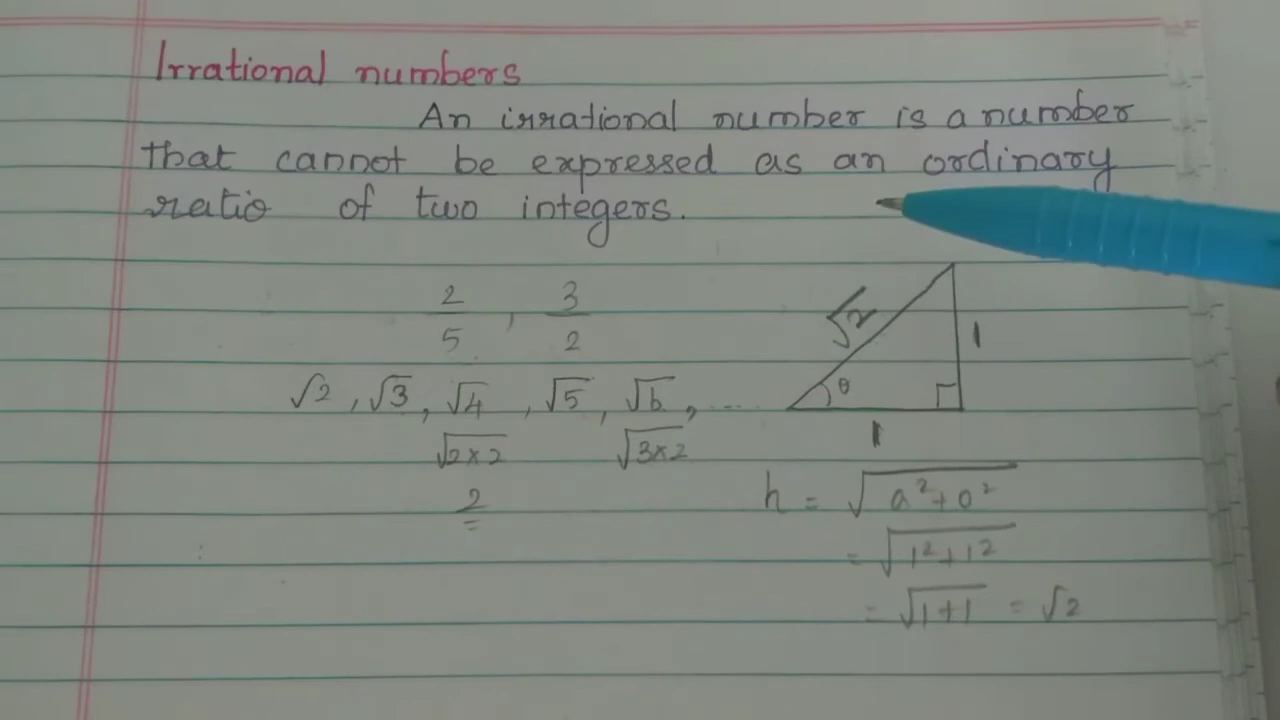 Irrational numbers
An irrational number is a number
that cannot be expressed as an ordinary
ratio of two integers.
2/5 , 3/2
√2 , √3 , √4 , √5 , √6 , ...
√2×2 √3×2
2
√2
1
θ
1
h = √a²+o²
= √1²+1²
= √1+1 = √2